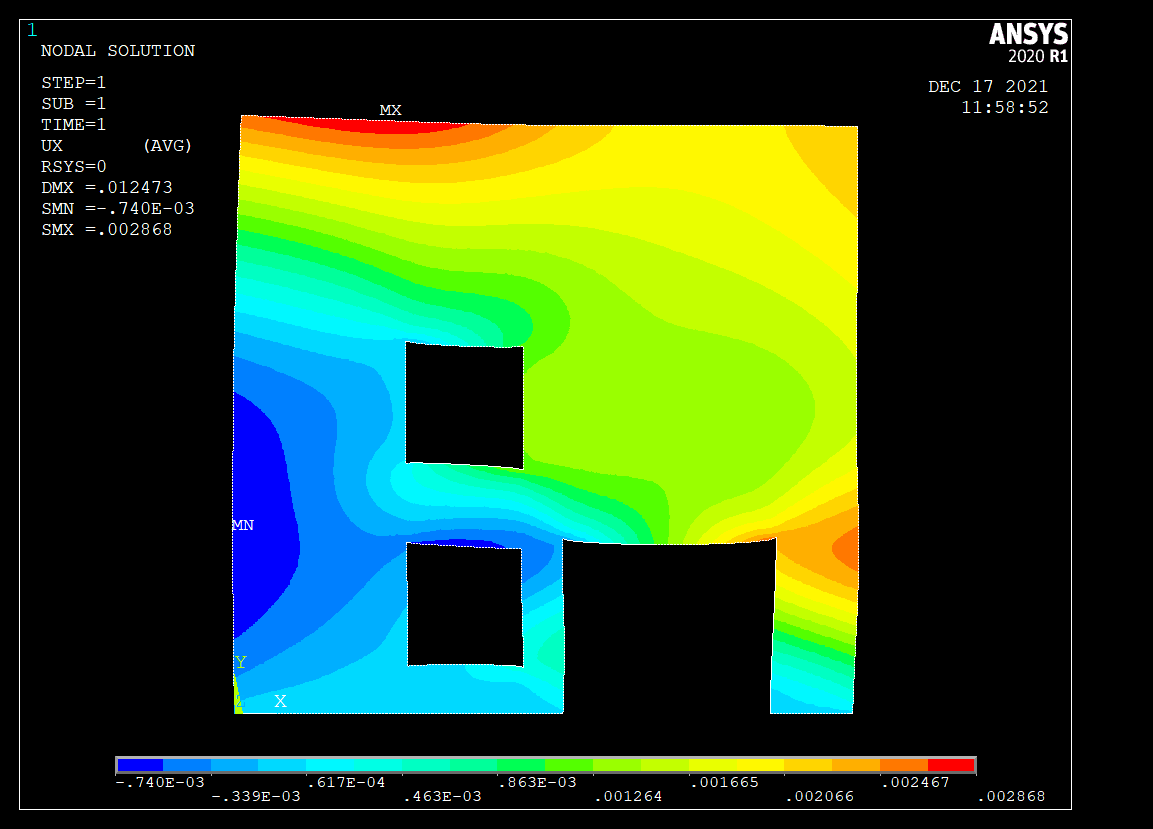 1
ANSYS
2020 R1
NODAL SOLUTION
STEP=1
SUB =1
TIME=1
UX (AVG)
RSYS=0
DMX =.012473
SMN =-.740E-03
SMX =.002868
DEC 17 2021
11:58:52
MX
MN
Y
X
-.740E-03
-.339E-03
.617E-04
.463E-03
.863E-03
.001264
.001665
.002066
.002467
.002868